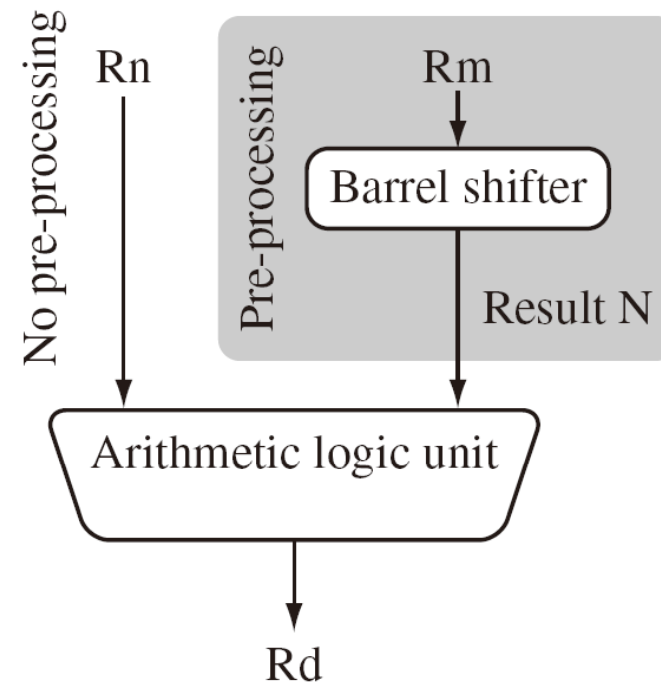 No pre-processing
Rn
Pre-processing
Rm
Barrel shifter
Result N
Arithmetic logic unit
Rd